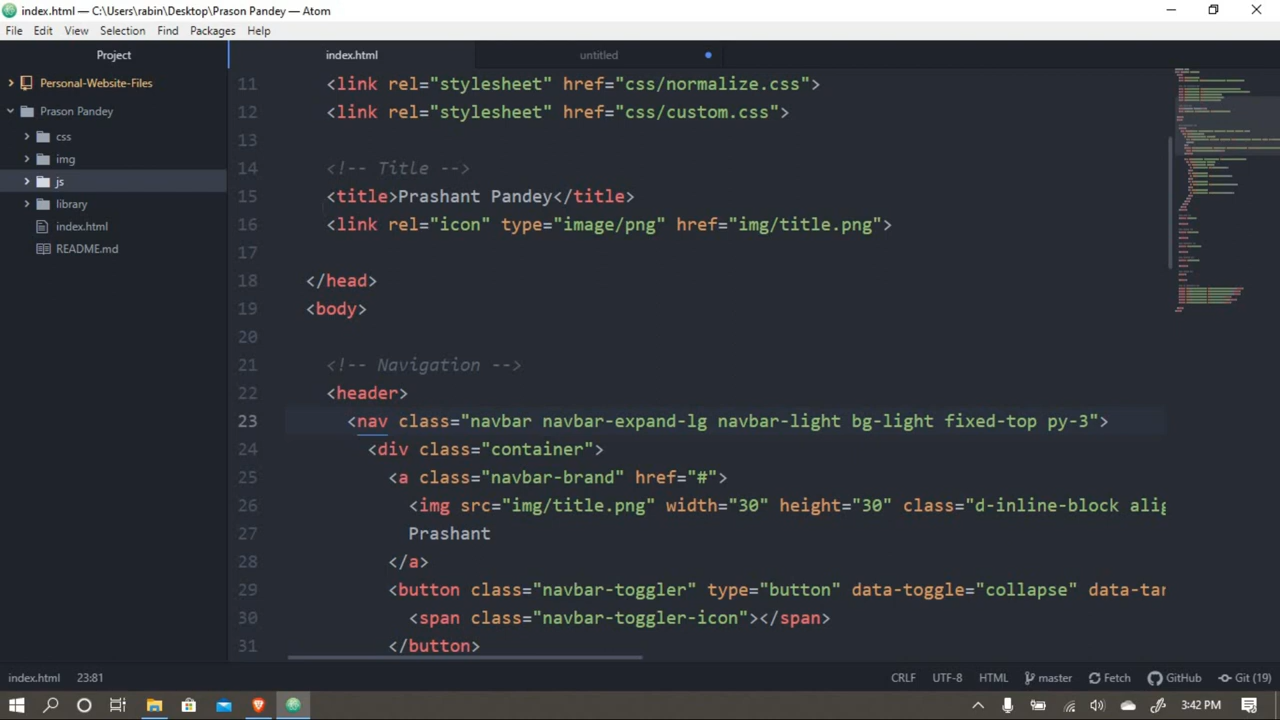 index.html — C:\Users\rabin\Desktop\Prason Pandey — Atom
File Edit View Selection Find Packages Help
Project
Personal-Website-Files
Prason Pandey
css
img
js
library
index.html
README.md
index.html untitled
11 <link rel="stylesheet" href="css/normalize.css">
12 <link rel="stylesheet" href="css/custom.css">
13
14 <!-- Title -->
15 <title>Prashant Pandey</title>
16 <link rel="icon" type="image/png" href="img/title.png">
17
18 </head>
19 <body>
20
21 <!-- Navigation -->
22 <header>
23 <nav class="navbar navbar-expand-lg navbar-light bg-light fixed-top py-3">
24 <div class="container">
25 <a class="navbar-brand" href="#">
26 <img src="img/title.png" width="30" height="30" class="d-inline-block alig
27 Prashant
28 </a>
29 <button class="navbar-toggler" type="button" data-toggle="collapse" data-tar
30 <span class="navbar-toggler-icon"></span>
31 </button>
index.html 23:81 CRLF UTF-8 HTML master Fetch GitHub Git (19)
3:42 PM